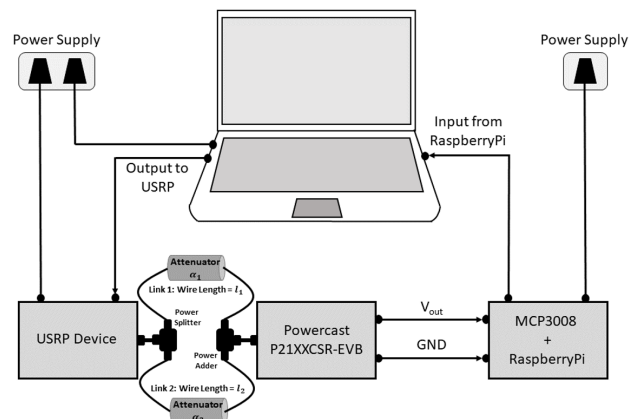 Power Supply
Power Supply
Input from
RaspberryPi
Output to
USRP
Attenuator
α₁
Link 1: Wire Length = l₁
Power
Splitter
USRP Device
Powercast
P21XXCSR-EVB
Vout
GND
MCP3008
+
RaspberryPi
Power
Adder
Link 2: Wire Length = l₂
Attenuator